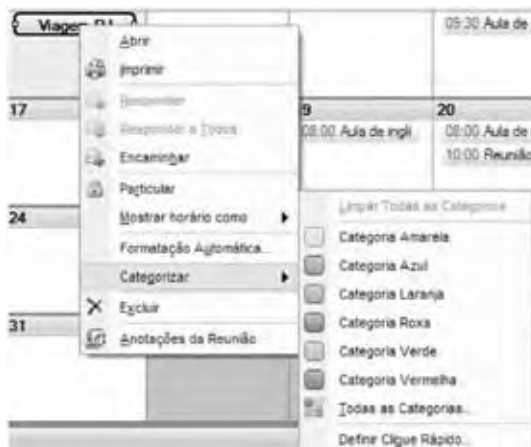 Viagem RJ
09:30 Aula de
Abrir
Imprimir
Responder
Responder a Todos
Encaminhar
Particular
Mostrar horário como
Formatação Automática...
Categorizar
Excluir
Anotações da Reunião
17
9
20
08:00 Aula de ingl
08:00 Aula de
10:00 Reunião
24
31
Limpar Todas as Categorias
Categoria Amarela
Categoria Azul
Categoria Laranja
Categoria Roxa
Categoria Verde
Categoria Vermelha
Todas as Categorias...
Definir Clique Rápido...